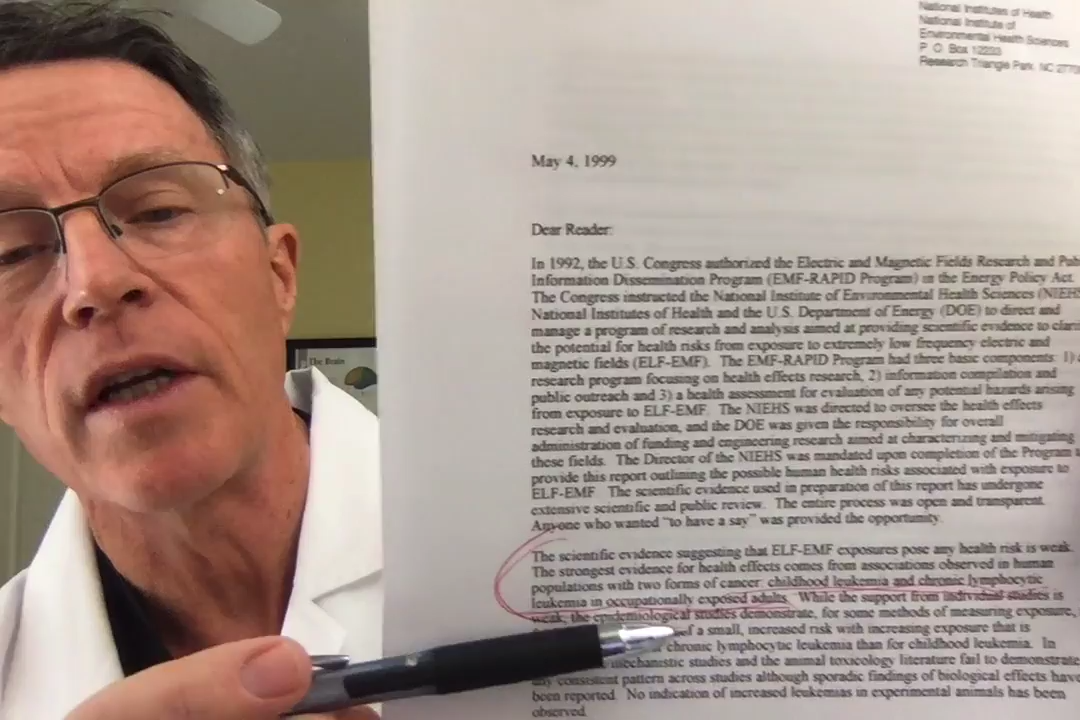 National Institutes of Health
National Institute of
Environmental Health Sciences
P. O. Box 12233
Research Triangle Park, NC
May 4, 1999
Dear Reader:
In 1992, the U.S. Congress authorized the Electric and Magnetic Fields Research and
Information Dissemination Program (EMF-RAPID Program) in the Energy Policy Act.
The Congress instructed the National Institute of Environmental Health Sciences (NIEHS
National Institutes of Health and the U.S. Department of Energy (DOE) to direct and
manage a program of research and analysis aimed at providing scientific evidence to
the potential for health risks from exposure to extremely low frequency electric and
magnetic fields (ELF-EMF). The EMF-RAPID Program had three basic components: 1)
research program focusing on health effects research, 2) information compilation and
public outreach and 3) a health assessment for evaluation of any potential hazards arising
from exposure to ELF-EMF. The NIEHS was directed to oversee the health effects
research and evaluation, and the DOE was given the responsibility for overall
administration of funding and engineering research aimed at characterizing and mitigating
these fields. The Director of the NIEHS was mandated upon completion of the Program
provide this report outlining the possible human health risks associated with exposure to
ELF-EMF. The scientific evidence used in preparation of this report has undergone
extensive scientific and public review. The entire process was open and transparent.
Anyone who wanted "to have a say" was provided the opportunity.
The scientific evidence suggesting that ELF-EMF exposures pose any health risk is weak.
The strongest evidence for health effects comes from associations observed in human
populations with two forms of cancer: childhood leukemia and chronic lymphocytic
leukemia in occupationally exposed adults. While the support from individual studies is
weak, the epidemiological studies demonstrate, for some methods of measuring exposure,
of a small, increased risk with increasing exposure that is
chronic lymphocytic leukemia than for childhood leukemia. In
mechanistic studies and the animal toxicology literature fail to demonstrate
any consistent pattern across studies although sporadic findings of biological effects have
been reported. No indication of increased leukemias in experimental animals has been
observed.
The Brain